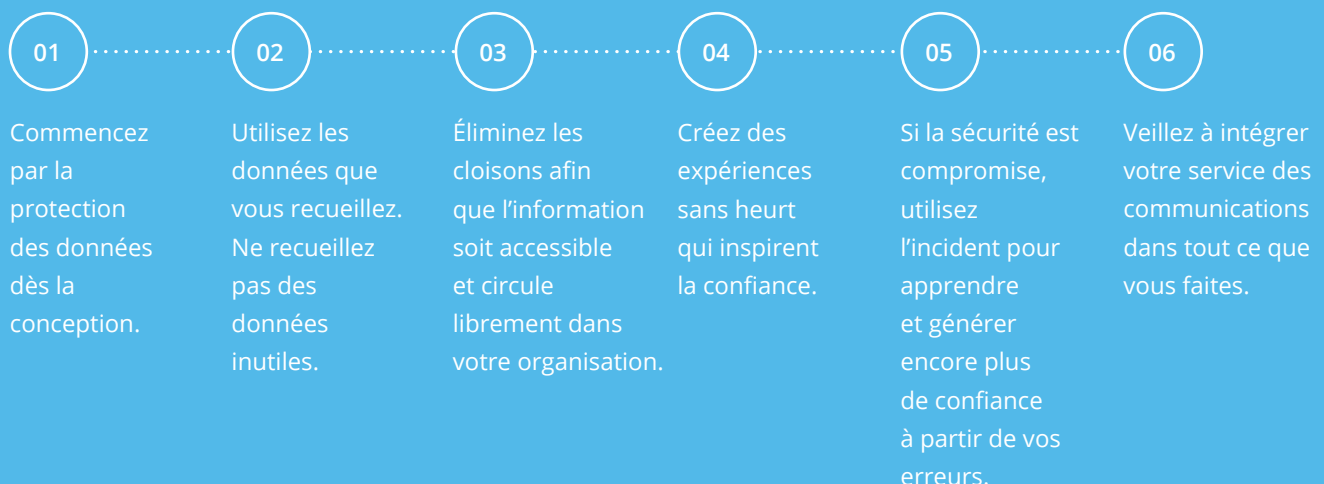 01
Commencez
par la
protection
des données
dès la
conception.
02
Utilisez les
données que
vous recueillez.
Ne recueillez
pas des
données
inutiles.
03
Éliminez les
cloisons afin
que l’information
soit accessible
et circule
librement dans
votre organisation.
04
Créez des
expériences
sans heurt
qui inspirent
la confiance.
05
Si la sécurité est
compromise,
utilisez
l’incident pour
apprendre
et générer
encore plus
de confiance
à partir de vos
erreurs.
06
Veillez à intégrer
votre service des
communications
dans tout ce que
vous faites.